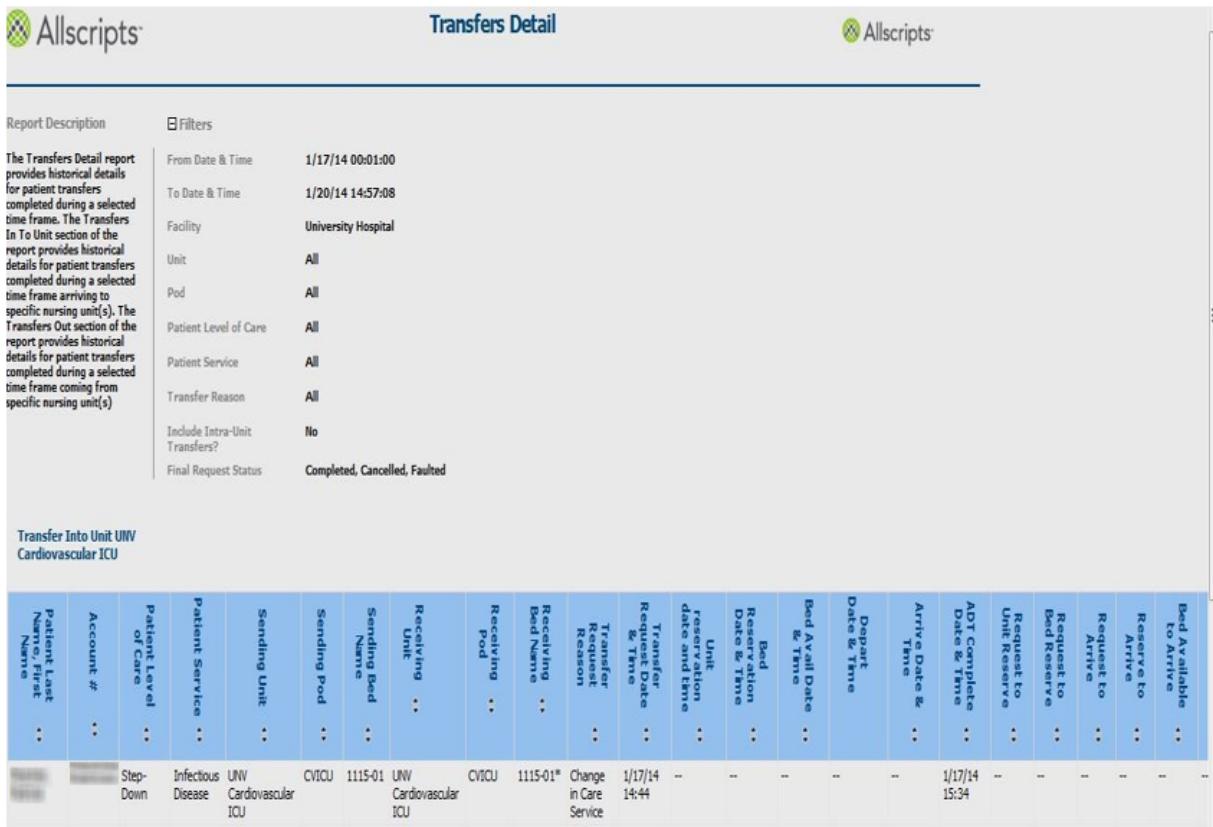 Allscripts
Transfers Detail
Allscripts
Report Description
The Transfers Detail report
provides historical details
for patient transfers
completed during a selected
time frame. The Transfers
In To Unit section of the
report provides historical
details for patient transfers
completed during a selected
time frame arriving to
specific nursing unit(s). The
Transfers Out section of the
report provides historical
details for patient transfers
completed during a selected
time frame coming from
specific nursing unit(s)
Filters
From Date & Time 1/17/14 00:01:00
To Date & Time 1/20/14 14:57:08
Facility University Hospital
Unit All
Pod All
Patient Level of Care All
Patient Service All
Transfer Reason All
Include Intra-Unit
Transfers? No
Final Request Status Completed, Cancelled, Faulted
Transfer Into Unit UNV
Cardiovascular ICU
Patient Last
Name, First
Name
Account #
Patient Level
of Care
Patient Service
Sending Unit
Sending Pod
Sending Bed
Name
Receiving
Unit
Receiving
Pod
Receiving
Bed Name
Transfer
Request
Reason
Transfer
Request Date
& Time
Unit
reservation
date and time
Bed
Reservation
Date & Time
Bed Avail Date
& Time
Depart
Date & Time
Arrive Date &
Time
ADT Complete
Date & Time
Request to
Unit Reserve
Request to
Bed Reserve
Request to
Arrive
Reserve to
Arrive
Bed Available
to Arrive
Step-
Down
Infectious
Disease
UNV
Cardiovascular
ICU
CVICU
1115-01
UNV
Cardiovascular
ICU
CVICU
1115-01*
Change
in Care
Service
1/17/14
14:44
--
--
--
--
--
1/17/14
15:34
--
--
--
--
--
--